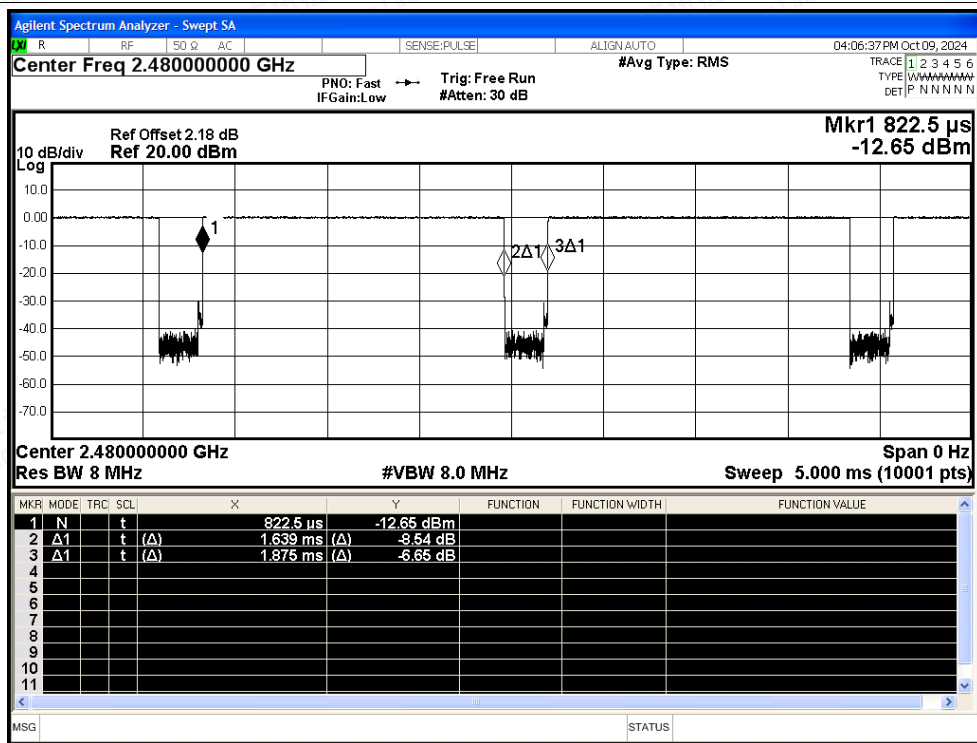 Agilent Spectrum Analyzer - Swept SA
LXI R RF 50 Ω AC SENSE:PULSE ALIGN AUTO 04:06:37 PM Oct 09, 2024
Center Freq 2.480000000 GHz
PNO: Fast
IFGain:Low
Trig: Free Run
#Atten: 30 dB
#Avg Type: RMS
TRACE 1 2 3 4 5 6
TYPE
DET P N N N N N
Ref Offset 2.18 dB
10 dB/div Ref 20.00 dBm
Log
Mkr1 822.5 µs
-12.65 dBm
10.0
0.00
-10.0
-20.0
-30.0
-40.0
-50.0
-60.0
-70.0
1
2Δ1
3Δ1
Center 2.480000000 GHz Span 0 Hz
Res BW 8 MHz #VBW 8.0 MHz Sweep 5.000 ms (10001 pts)
MKR MODE TRC SCL X Y FUNCTION FUNCTION WIDTH FUNCTION VALUE
1 N t 822.5 µs -12.65 dBm
2 Δ1 t (Δ) 1.639 ms (Δ) -8.54 dB
3 Δ1 t (Δ) 1.875 ms (Δ) -6.65 dB
4
5
6
7
8
9
10
11
MSG STATUS